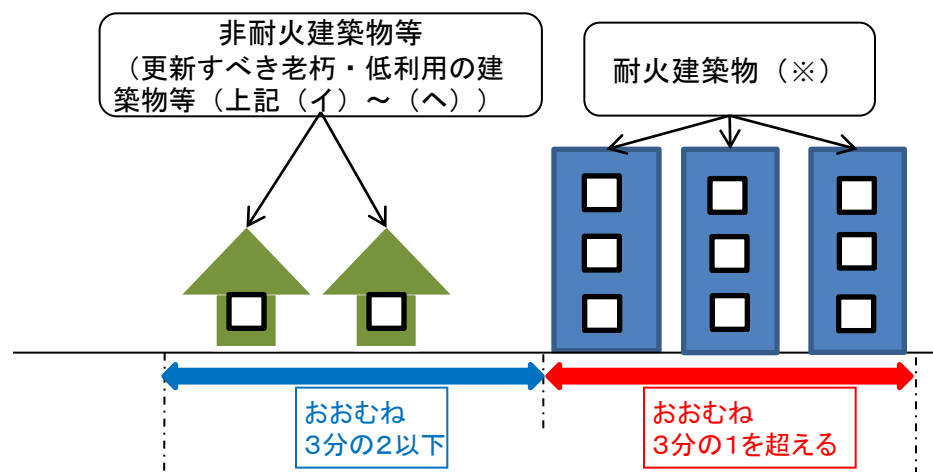 非耐火建築物等
（更新すべき老朽・低利用の建
築物等（上記（イ）～（ヘ））
耐火建築物（※）
おおむね
３分の２以下
おおむね
３分の１を超える